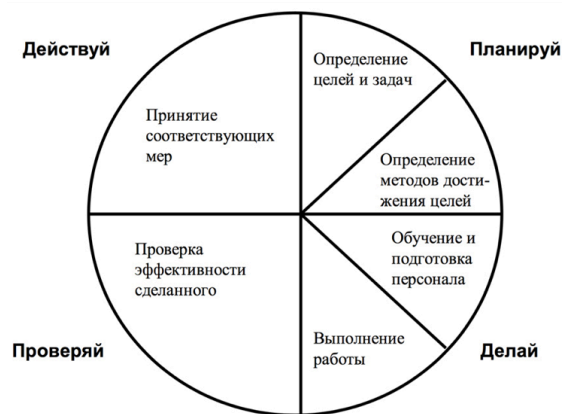 Действуй
Планируй
Определение
целей и задач
Принятие
соответствующих
мер
Определение
методов дости-
жения целей
Обучение и
подготовка
персонала
Проверка
эффективности
сделанного
Выполнение
работы
Проверяй
Делай